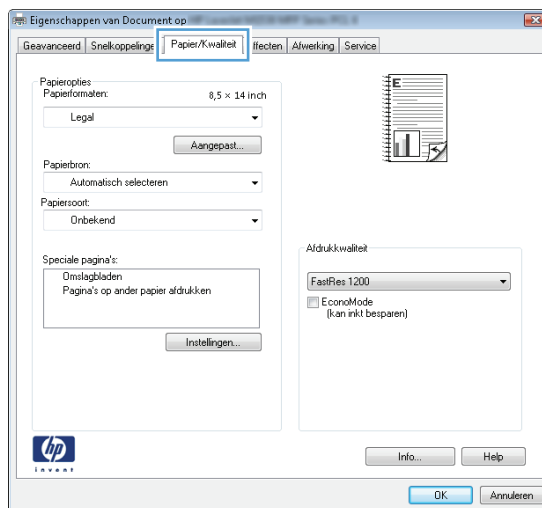 Eigenschappen van Document op
Geavanceerd Snelkoppelinge Papier/Kwaliteit ffecten Afwerking Service
Papieropties
Papierformaten: 8,5 × 14 inch
Legal
Aangepast...
Papierbron:
Automatisch selecteren
Papiersoort:
Onbekend
Speciale pagina's:
Omslagbladen
Pagina's op ander papier afdrukken
Instellingen...
E
Afdrukkwaliteit
FastRes 1200
EconoMode
(kan inkt besparen)
hp
invent
Info... Help
OK Annuleren